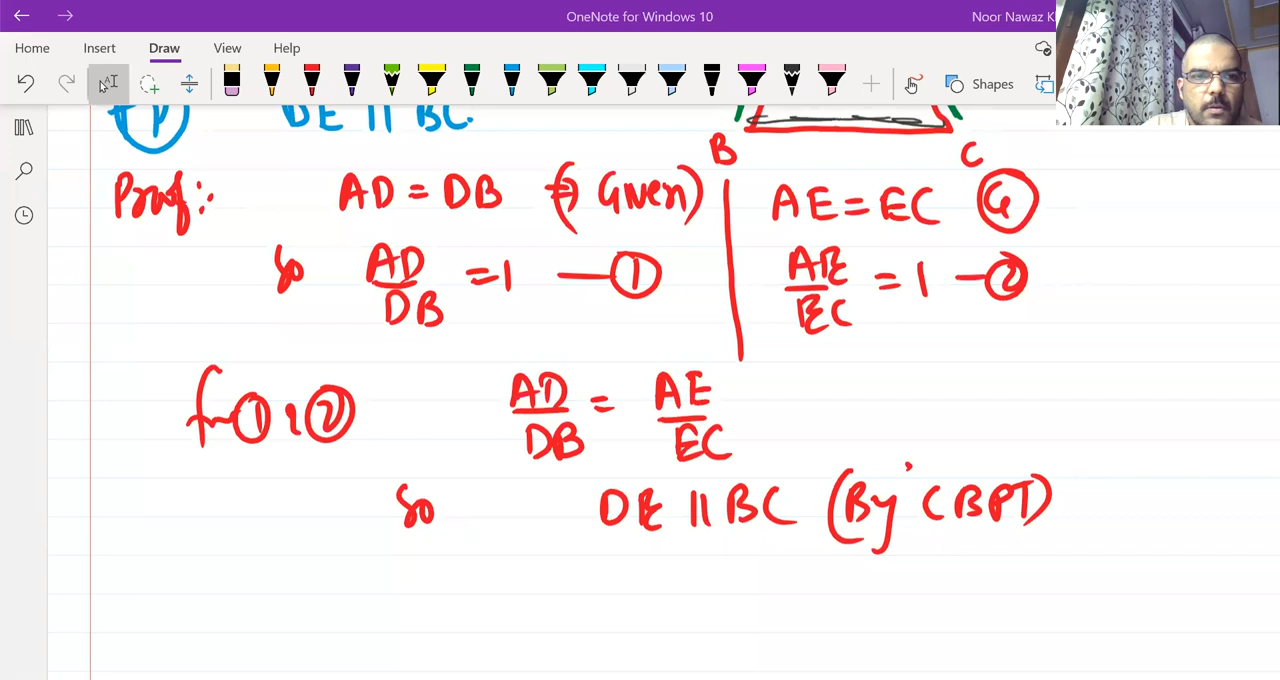 OneNote for Windows 10
Noor Nawaz K
Home Insert Draw View Help
Shapes
TP DE || BC.
B C
Proof:
AD = DB (→ Given)
so AD/DB = 1 — ①
AE = EC G
AE/EC = 1 — ②
from ① & ② AD/DB = AE/EC
so DE || BC (By CBPT)